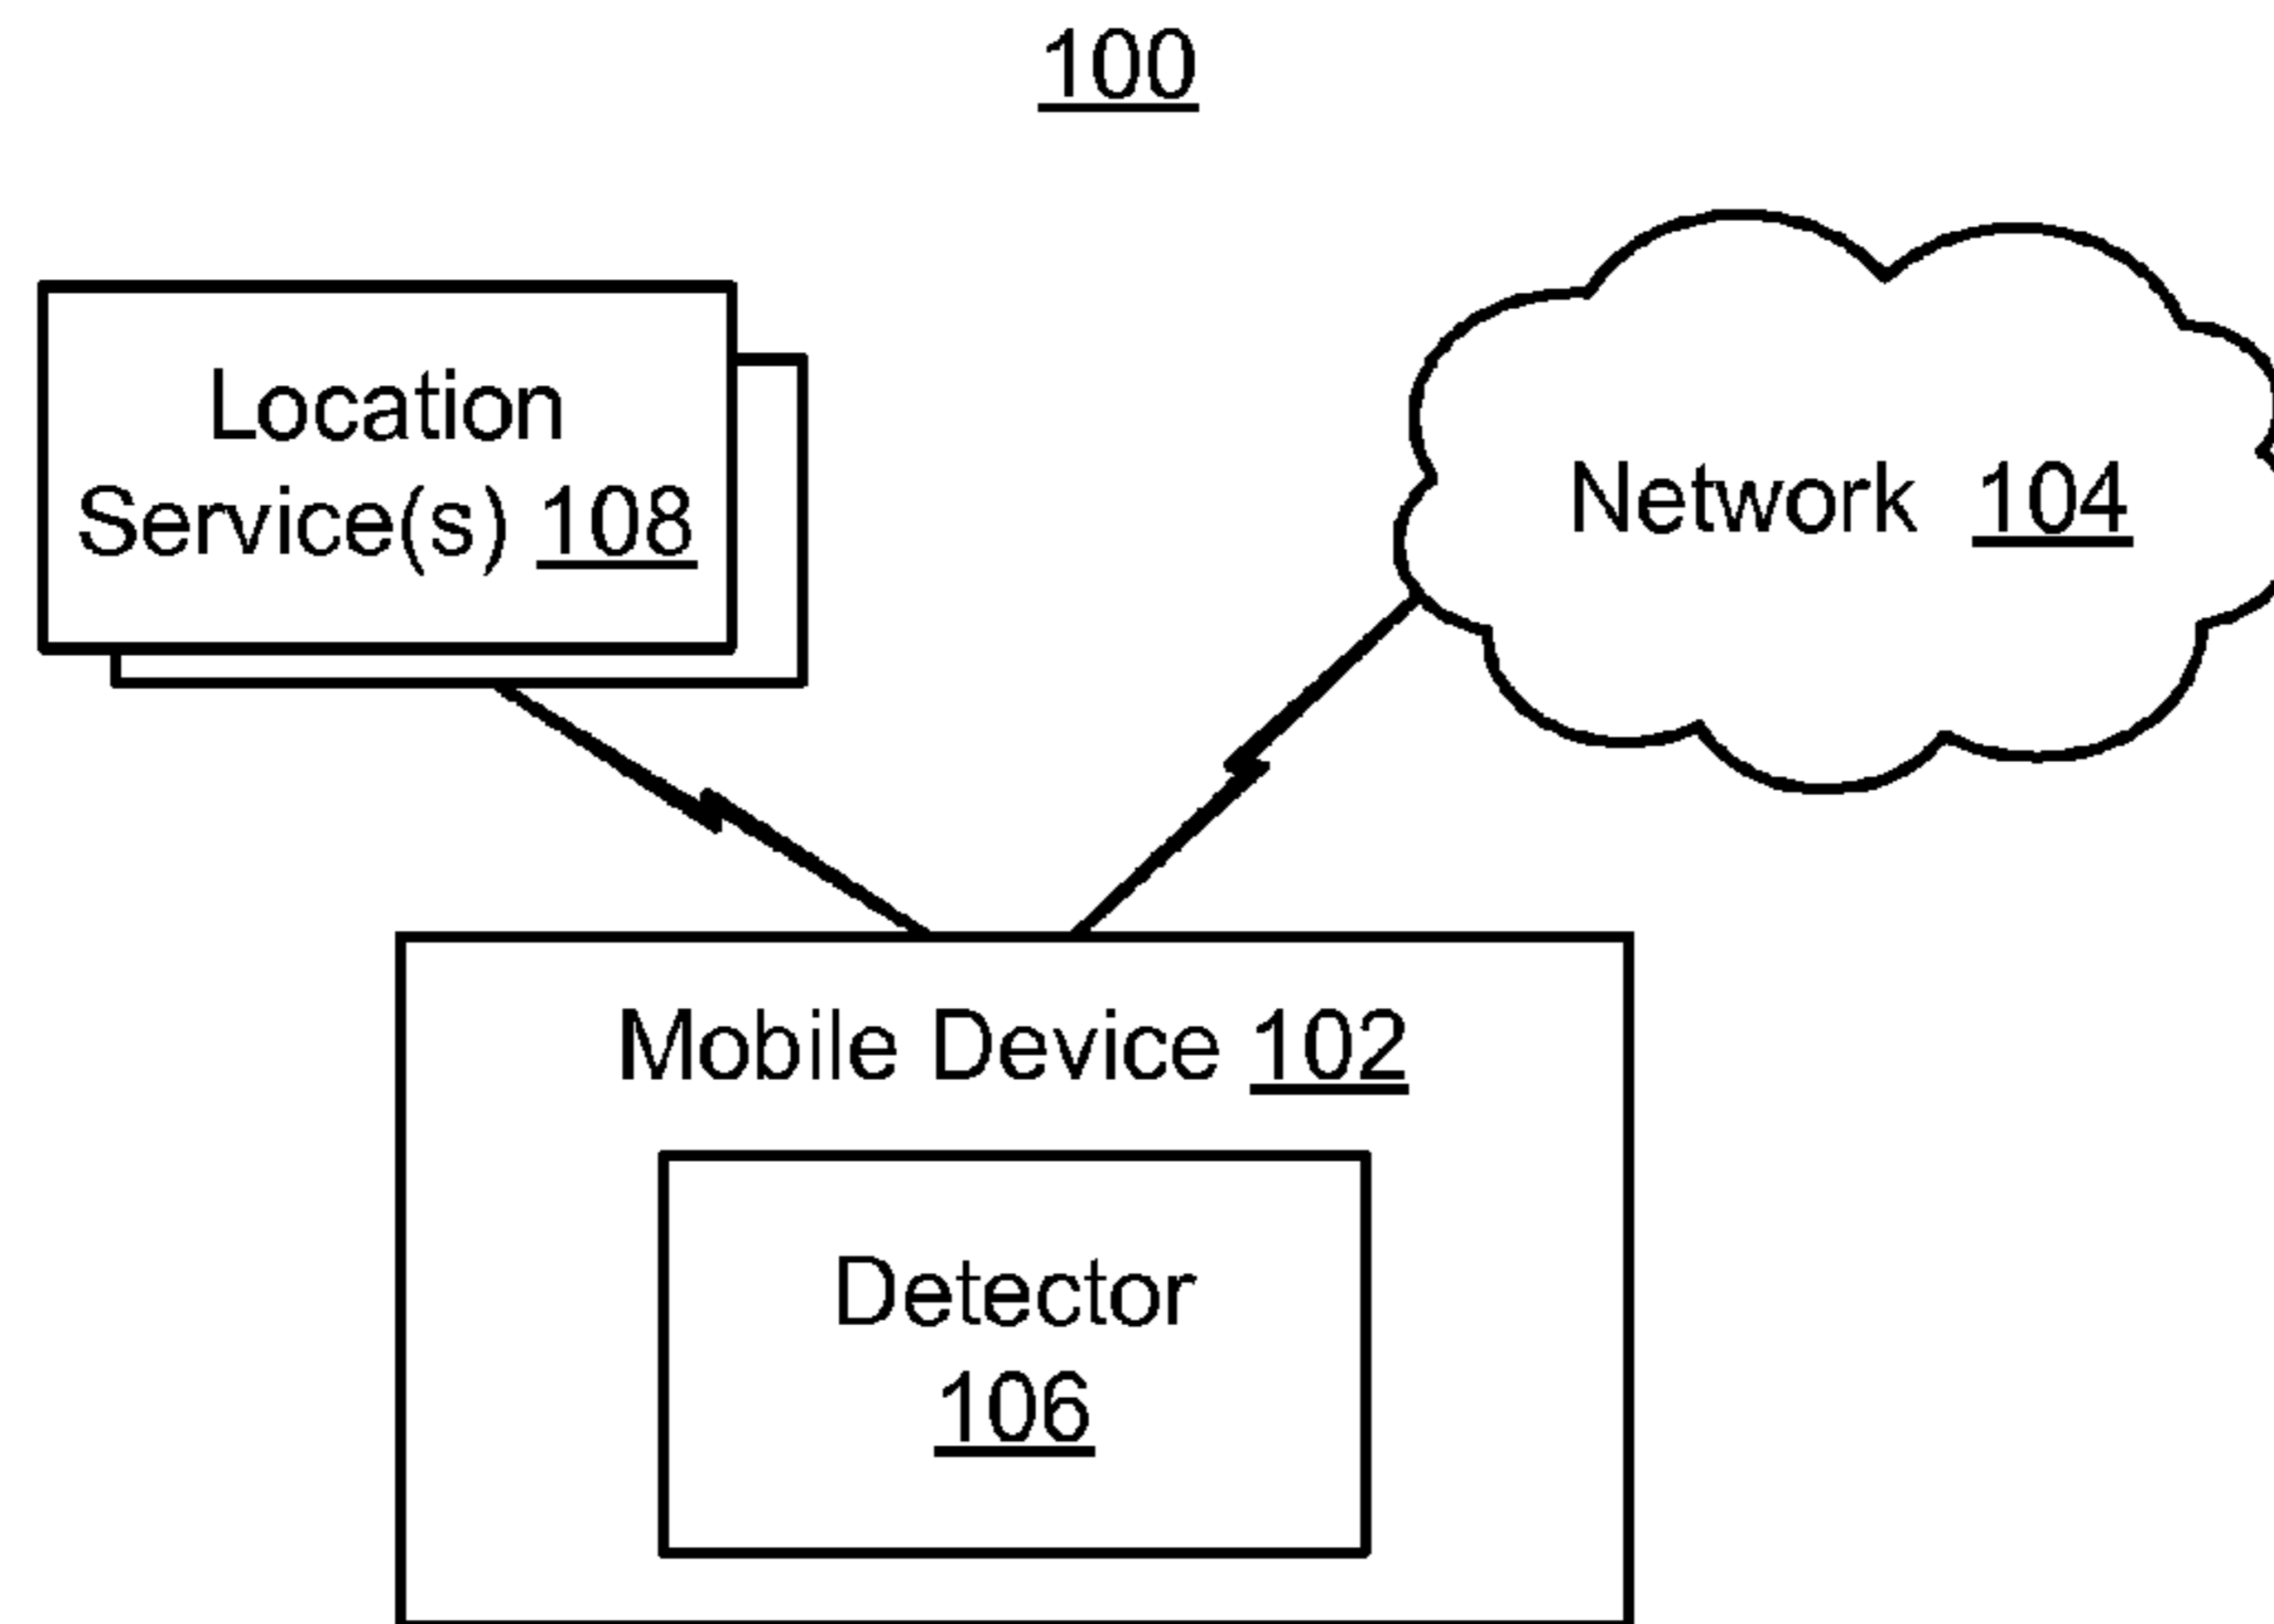 100
Location
Service(s) 108
Network 104
Mobile Device 102
Detector
106